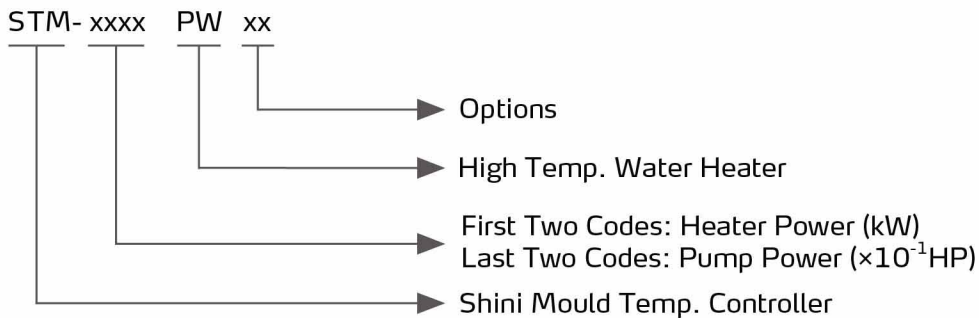 STM- xxxx PW xx
Options
High Temp. Water Heater
First Two Codes: Heater Power (kW)
Last Two Codes: Pump Power (×10⁻¹HP)
Shini Mould Temp. Controller